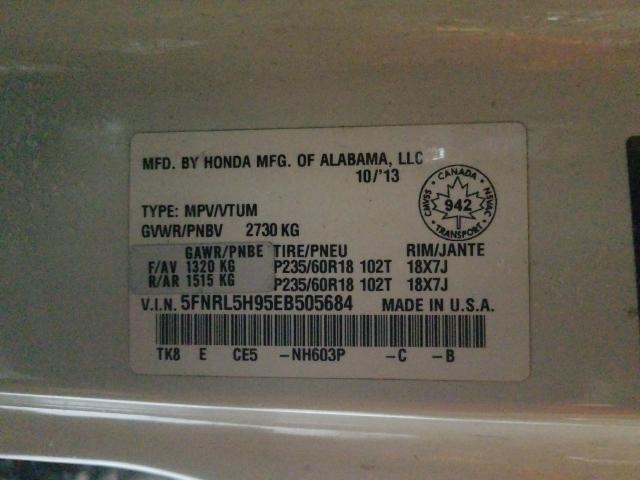 MFD. BY HONDA MFG. OF ALABAMA, LLC
10/'13
CANADA
CMVSS
942
NSVAC
TRANSPORT
TYPE: MPV/VTUM
GVWR/PNBV 2730 KG
GAWR/PNBE TIRE/PNEU RIM/JANTE
F/AV 1320 KG P235/60R18 102T 18X7J
R/AR 1515 KG P235/60R18 102T 18X7J
V.I.N. 5FNRL5H95EB505684 MADE IN U.S.A.
TK8 E CE5 -NH603P -C -B